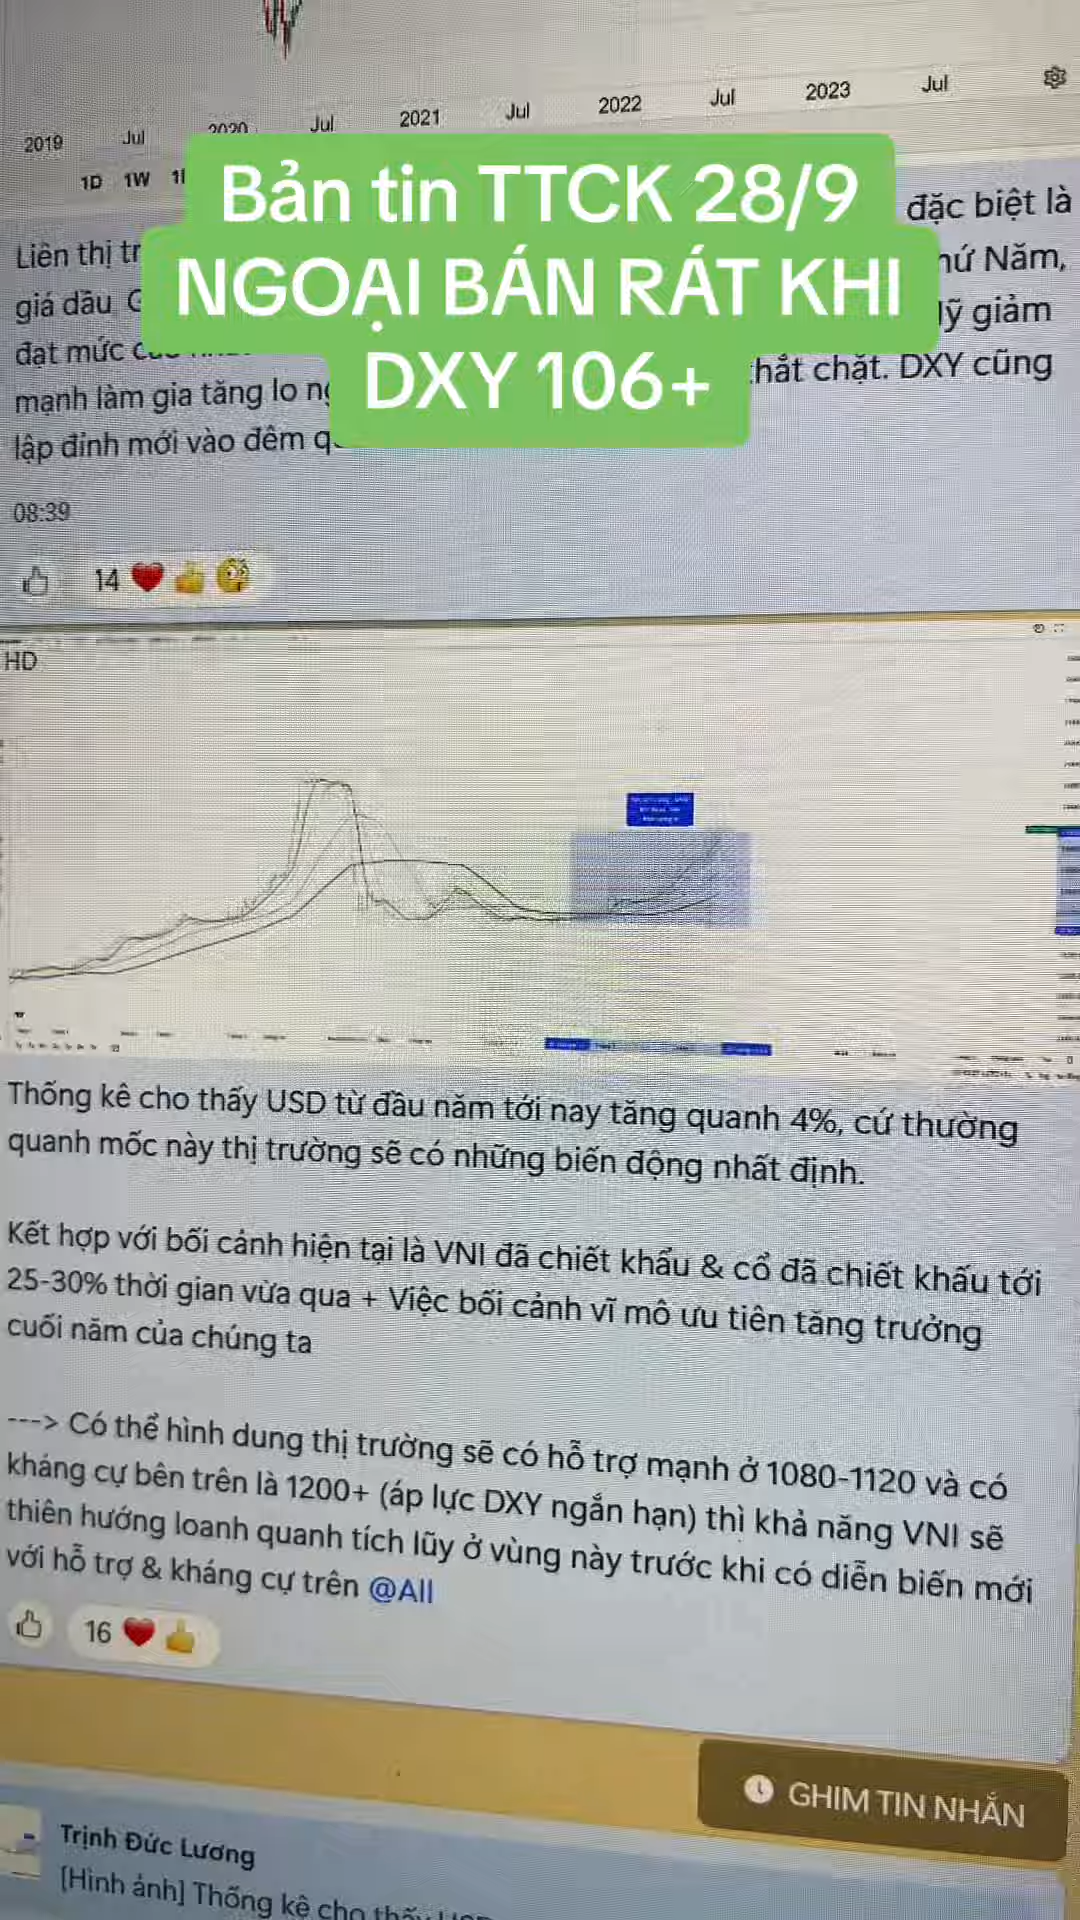 2019 Jul 2020 Jul 2021 Jul 2022 Jul 2023 Jul
1D 1W
Bản tin TTCK 28/9
NGOẠI BÁN RÁT KHI
DXY 106+
đặc biệt là
Liên thị tr
hứ Năm,
giá dầu
Mỹ giảm
đạt mức
thắt chặt. DXY cũng
mạnh làm gia tăng lo ng
lập đỉnh mới vào đêm q
08:39
14
HD
Thống kê cho thấy USD từ đầu năm tới nay tăng quanh 4%, cứ thường
quanh mốc này thị trường sẽ có những biến động nhất định.
Kết hợp với bối cảnh hiện tại là VNI đã chiết khấu & cổ đã chiết khấu tới
25-30% thời gian vừa qua + Việc bối cảnh vĩ mô ưu tiên tăng trưởng
cuối năm của chúng ta
---> Có thể hình dung thị trường sẽ có hỗ trợ mạnh ở 1080-1120 và có
kháng cự bên trên là 1200+ (áp lực DXY ngắn hạn) thì khả năng VNI sẽ
thiên hướng loanh quanh tích lũy ở vùng này trước khi có diễn biến mới
với hỗ trợ & kháng cự trên @All
16
GHIM TIN NHẮN
Trịnh Đức Lương
[Hình ảnh] Thống kê cho thấy USD